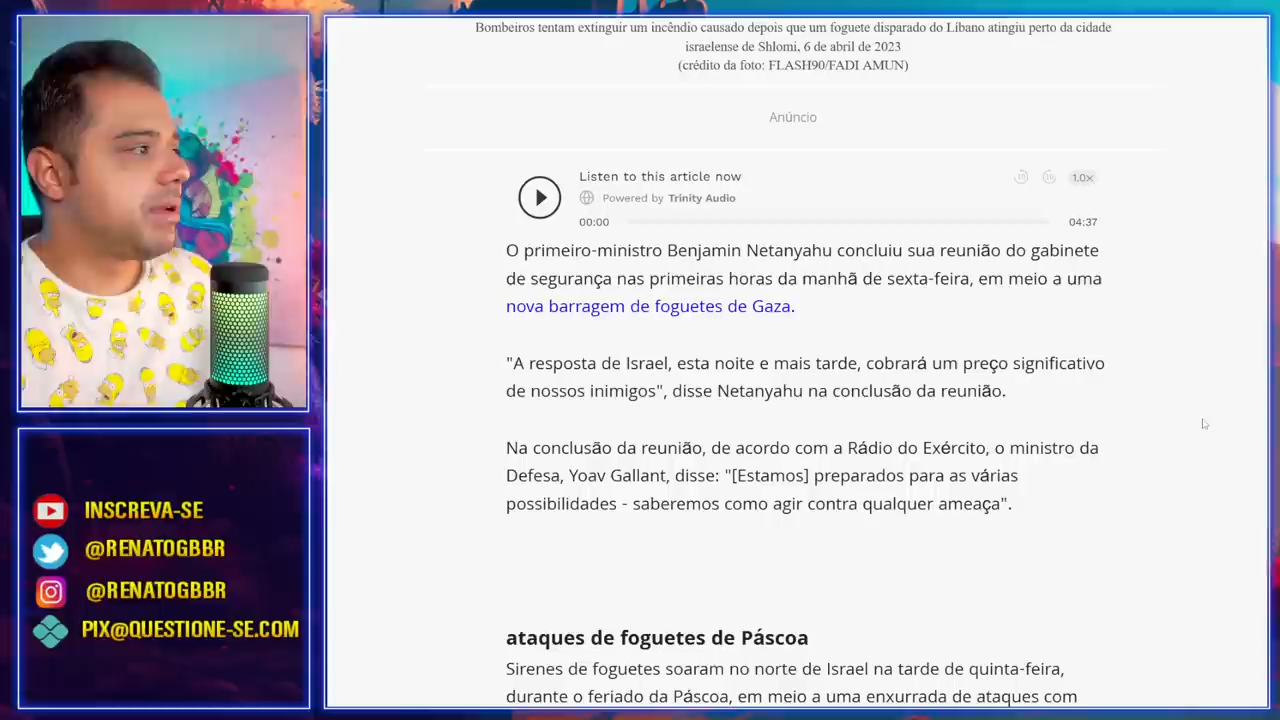 Bombeiros tentam extinguir um incêndio causado depois que um foguete disparado do Líbano atingiu perto da cidade
israelense de Shlomi, 6 de abril de 2023
(crédito da foto: FLASH90/FADI AMUN)
Anúncio
Listen to this article now
1.0×
Powered by Trinity Audio
00:00
04:37
O primeiro-ministro Benjamin Netanyahu concluiu sua reunião do gabinete
de segurança nas primeiras horas da manhã de sexta-feira, em meio a uma
nova barragem de foguetes de Gaza.
"A resposta de Israel, esta noite e mais tarde, cobrará um preço significativo
de nossos inimigos", disse Netanyahu na conclusão da reunião.
Na conclusão da reunião, de acordo com a Rádio do Exército, o ministro da
Defesa, Yoav Gallant, disse: "[Estamos] preparados para as várias
possibilidades - saberemos como agir contra qualquer ameaça".
ataques de foguetes de Páscoa
Sirenes de foguetes soaram no norte de Israel na tarde de quinta-feira,
durante o feriado da Páscoa, em meio a uma enxurrada de ataques com
INSCREVA-SE
@RENATOGBBR
@RENATOGBBR
PIX@QUESTIONE-SE.COM